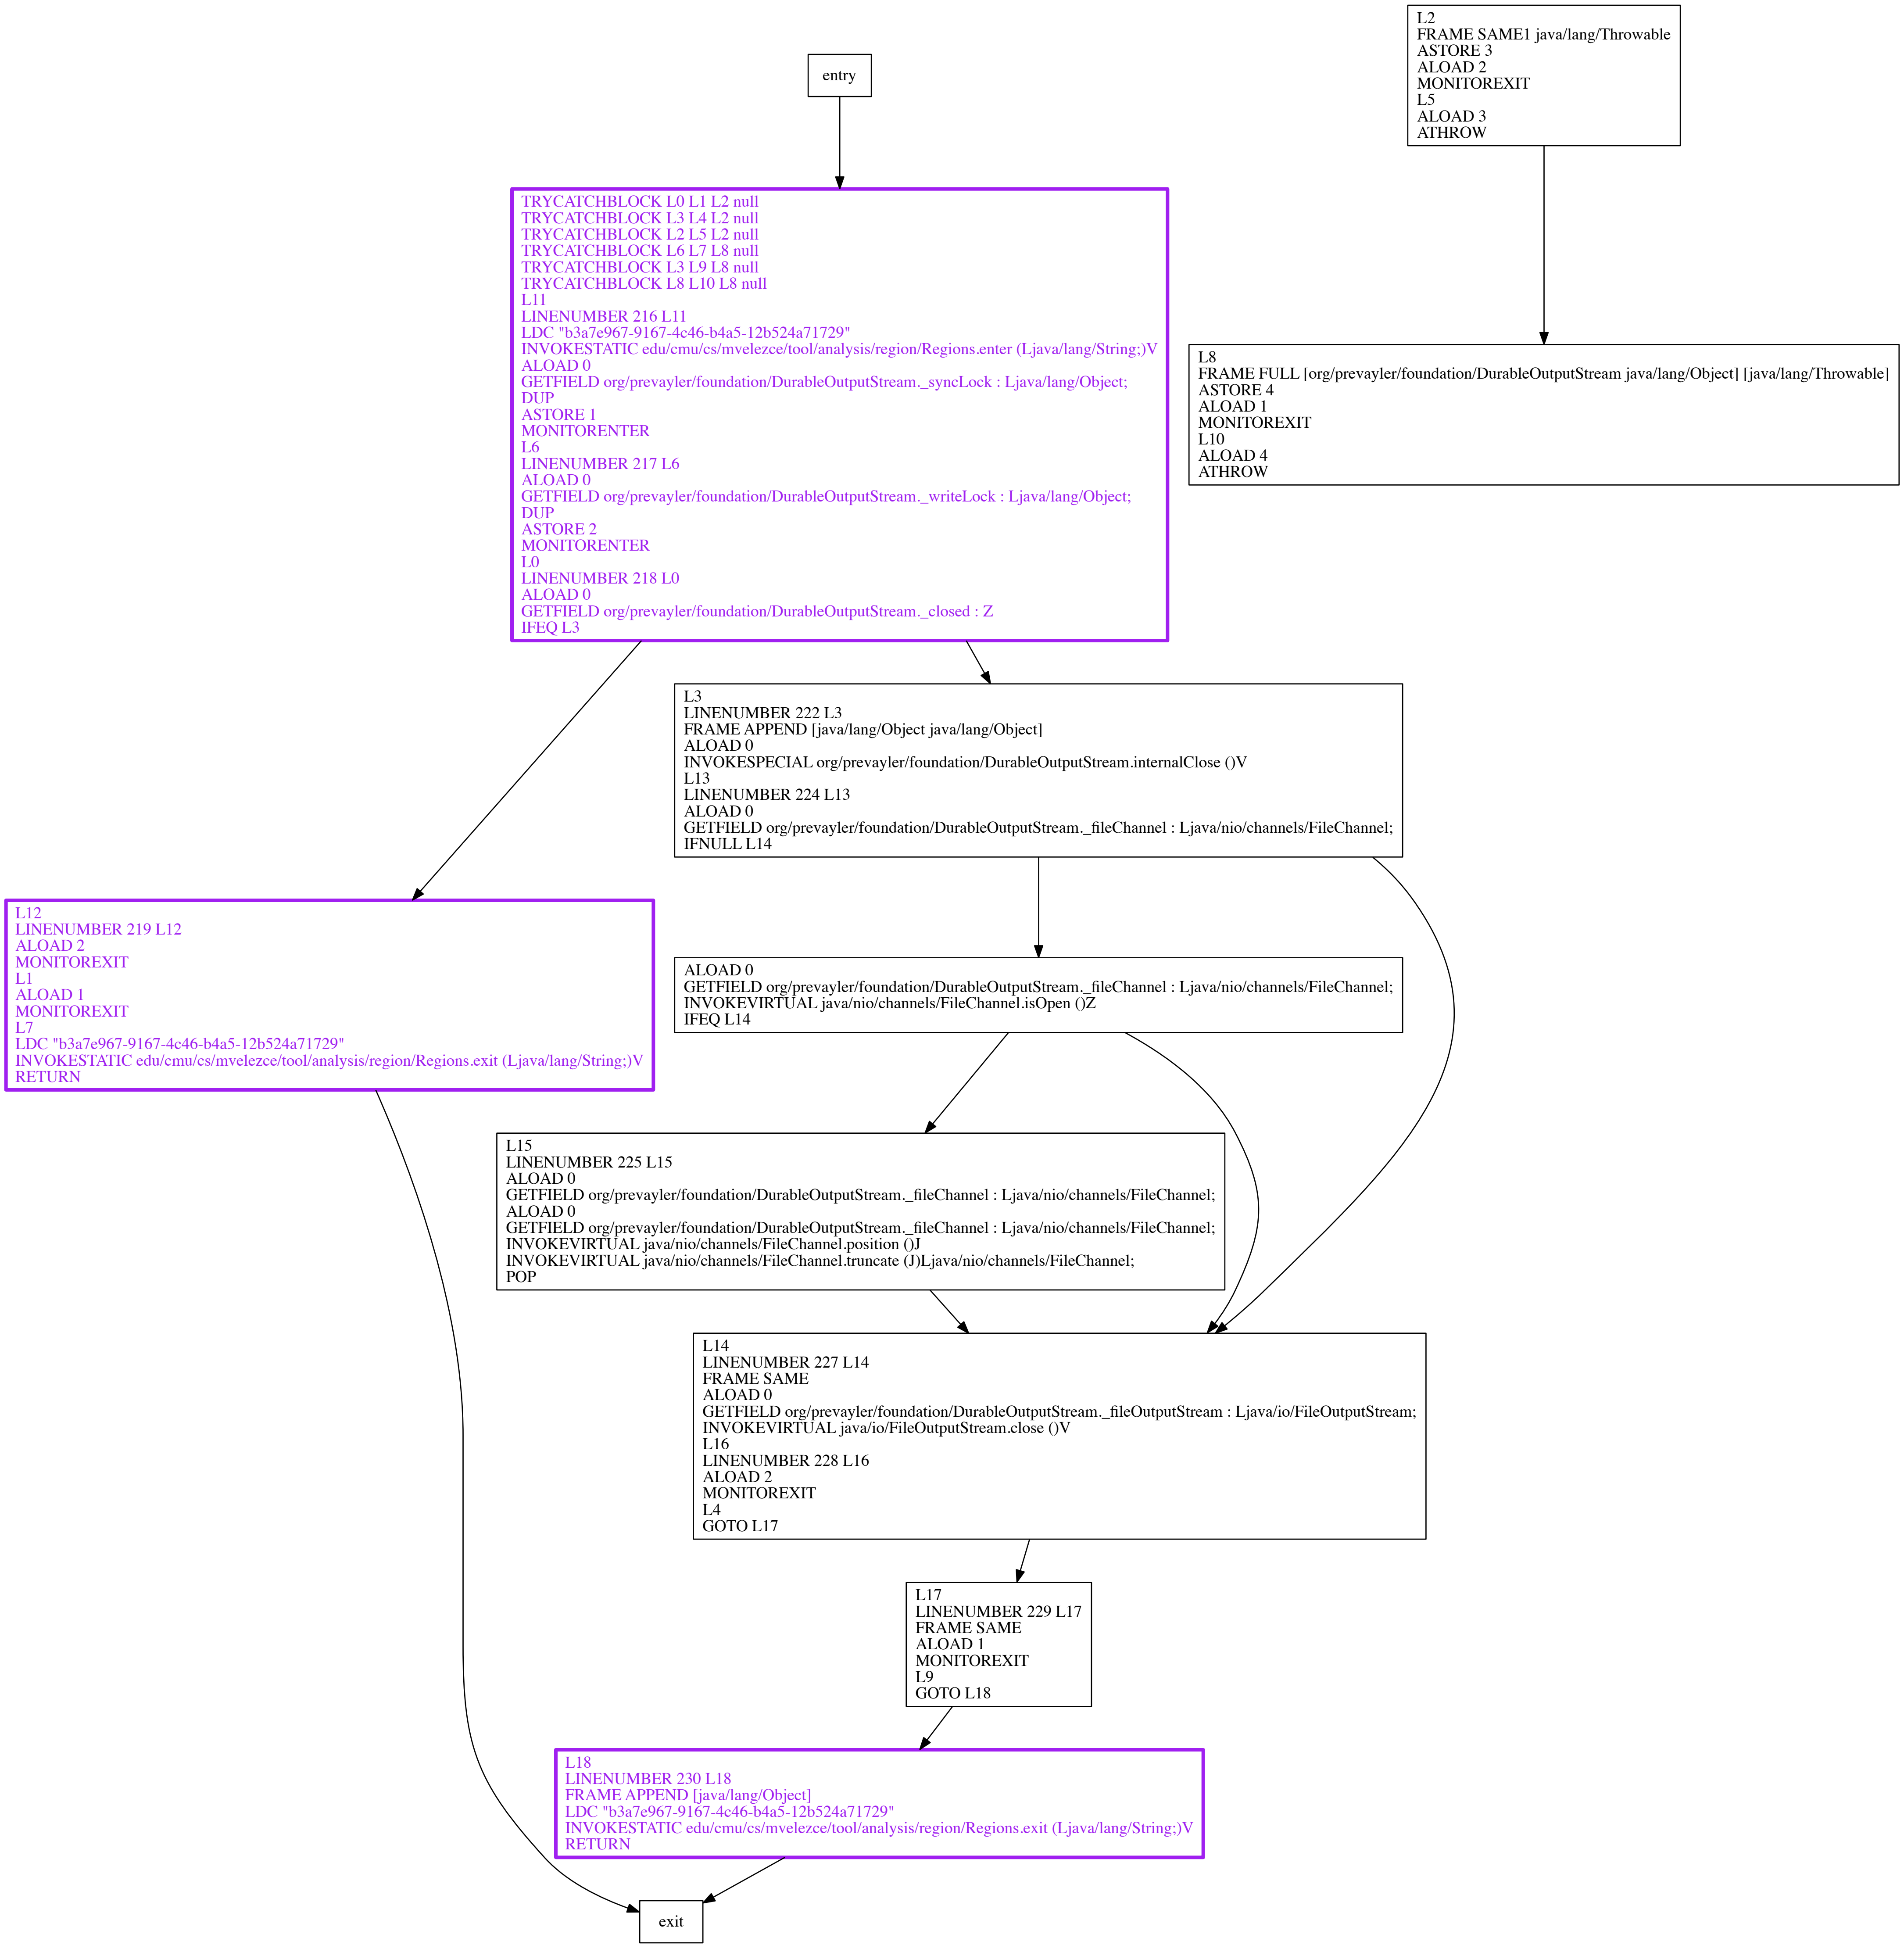 entry
TRYCATCHBLOCK L0 L1 L2 null
TRYCATCHBLOCK L3 L4 L2 null
TRYCATCHBLOCK L2 L5 L2 null
TRYCATCHBLOCK L6 L7 L8 null
TRYCATCHBLOCK L3 L9 L8 null
TRYCATCHBLOCK L8 L10 L8 null
L11
LINENUMBER 216 L11
LDC "b3a7e967-9167-4c46-b4a5-12b524a71729"
INVOKESTATIC edu/cmu/cs/mvelezce/tool/analysis/region/Regions.enter (Ljava/lang/String;)V
ALOAD 0
GETFIELD org/prevayler/foundation/DurableOutputStream._syncLock : Ljava/lang/Object;
DUP
ASTORE 1
MONITORENTER
L6
LINENUMBER 217 L6
ALOAD 0
GETFIELD org/prevayler/foundation/DurableOutputStream._writeLock : Ljava/lang/Object;
DUP
ASTORE 2
MONITORENTER
L0
LINENUMBER 218 L0
ALOAD 0
GETFIELD org/prevayler/foundation/DurableOutputStream._closed : Z
IFEQ L3
L2
FRAME SAME1 java/lang/Throwable
ASTORE 3
ALOAD 2
MONITOREXIT
L5
ALOAD 3
ATHROW
L8
FRAME FULL [org/prevayler/foundation/DurableOutputStream java/lang/Object] [java/lang/Throwable]
ASTORE 4
ALOAD 1
MONITOREXIT
L10
ALOAD 4
ATHROW
L3
LINENUMBER 222 L3
FRAME APPEND [java/lang/Object java/lang/Object]
ALOAD 0
INVOKESPECIAL org/prevayler/foundation/DurableOutputStream.internalClose ()V
L13
LINENUMBER 224 L13
ALOAD 0
GETFIELD org/prevayler/foundation/DurableOutputStream._fileChannel : Ljava/nio/channels/FileChannel;
IFNULL L14
L12
LINENUMBER 219 L12
ALOAD 2
MONITOREXIT
L1
ALOAD 1
MONITOREXIT
L7
LDC "b3a7e967-9167-4c46-b4a5-12b524a71729"
INVOKESTATIC edu/cmu/cs/mvelezce/tool/analysis/region/Regions.exit (Ljava/lang/String;)V
RETURN
ALOAD 0
GETFIELD org/prevayler/foundation/DurableOutputStream._fileChannel : Ljava/nio/channels/FileChannel;
INVOKEVIRTUAL java/nio/channels/FileChannel.isOpen ()Z
IFEQ L14
L15
LINENUMBER 225 L15
ALOAD 0
GETFIELD org/prevayler/foundation/DurableOutputStream._fileChannel : Ljava/nio/channels/FileChannel;
ALOAD 0
GETFIELD org/prevayler/foundation/DurableOutputStream._fileChannel : Ljava/nio/channels/FileChannel;
INVOKEVIRTUAL java/nio/channels/FileChannel.position ()J
INVOKEVIRTUAL java/nio/channels/FileChannel.truncate (J)Ljava/nio/channels/FileChannel;
POP
L14
LINENUMBER 227 L14
FRAME SAME
ALOAD 0
GETFIELD org/prevayler/foundation/DurableOutputStream._fileOutputStream : Ljava/io/FileOutputStream;
INVOKEVIRTUAL java/io/FileOutputStream.close ()V
L16
LINENUMBER 228 L16
ALOAD 2
MONITOREXIT
L4
GOTO L17
L17
LINENUMBER 229 L17
FRAME SAME
ALOAD 1
MONITOREXIT
L9
GOTO L18
L18
LINENUMBER 230 L18
FRAME APPEND [java/lang/Object]
LDC "b3a7e967-9167-4c46-b4a5-12b524a71729"
INVOKESTATIC edu/cmu/cs/mvelezce/tool/analysis/region/Regions.exit (Ljava/lang/String;)V
RETURN
exit